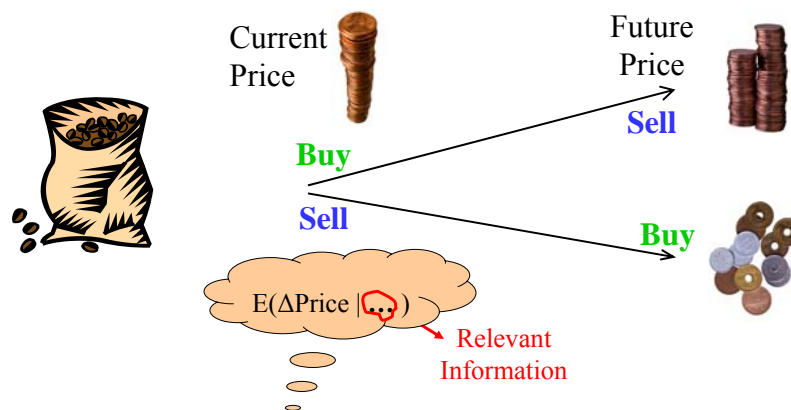 Current
Price
Future
Price
Buy
Sell
Sell
Buy
E(ΔPrice | ... )
Relevant
Information